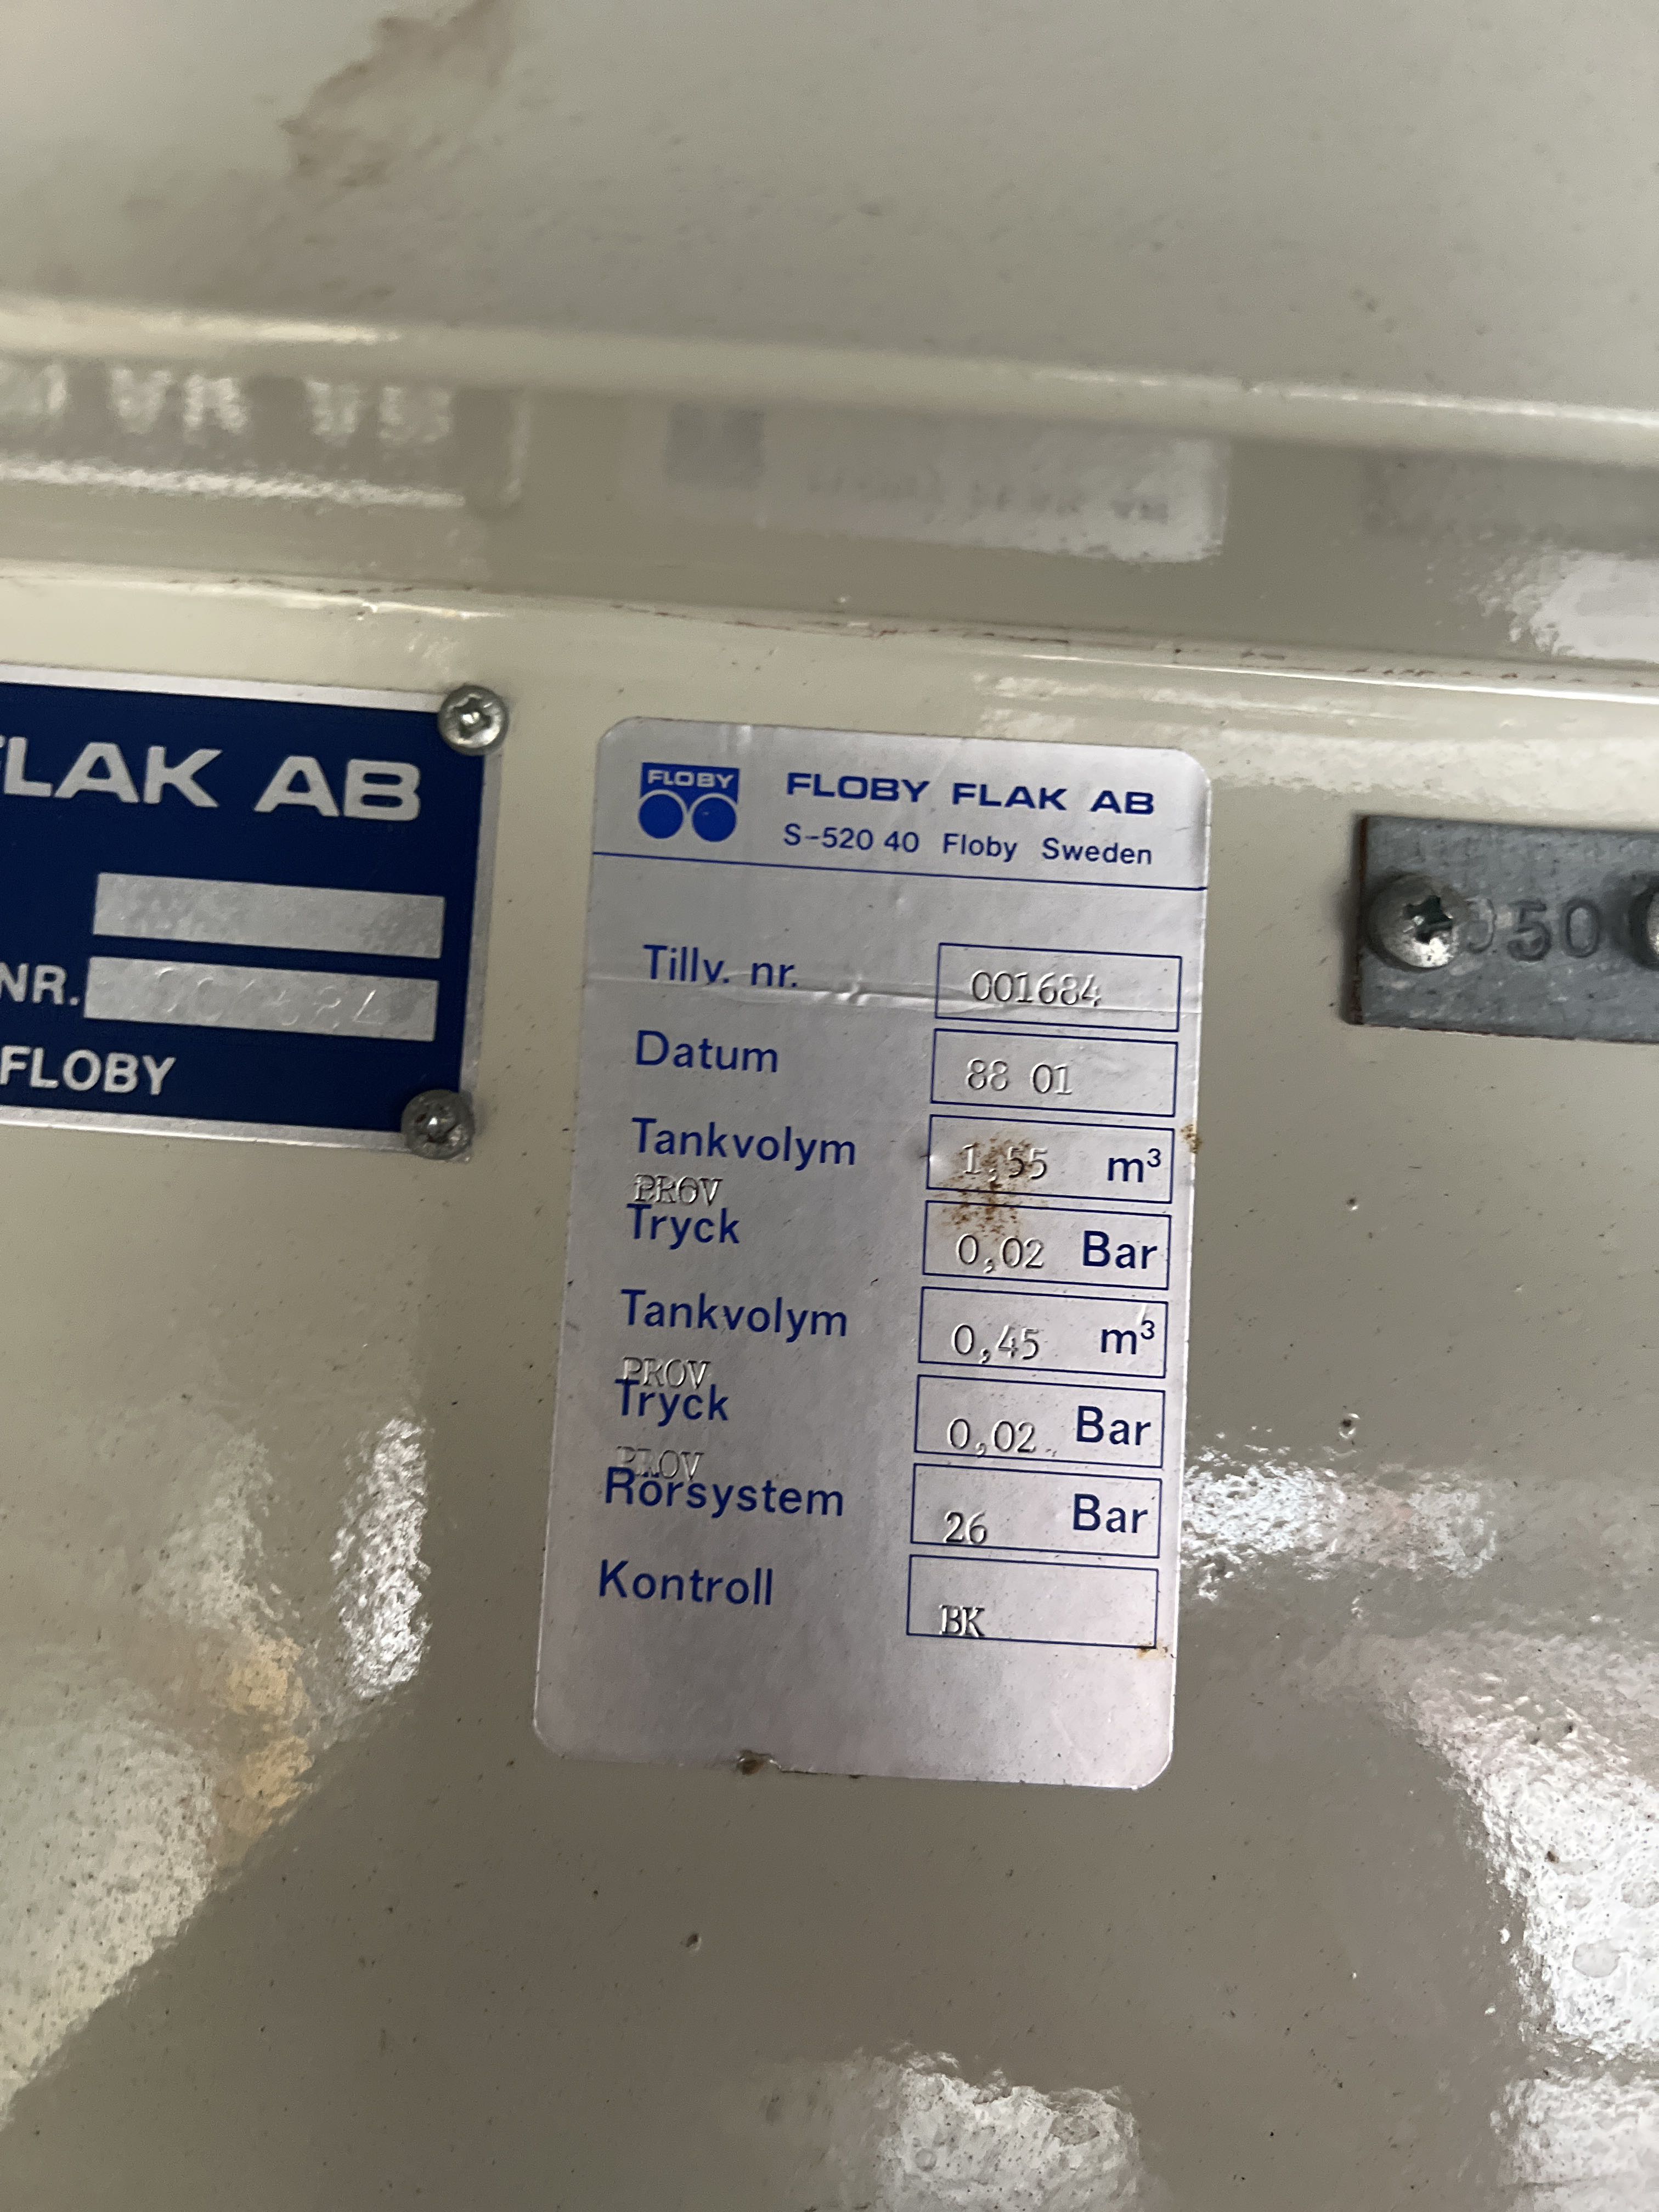 FLAK AB
NR.
FLOBY
FLOBY
FLOBY FLAK AB
S-520 40 Floby Sweden
Tillv. nr. 001684
Datum 88 01
Tankvolym 1,55 m³
PROV
Tryck 0,02 Bar
Tankvolym 0,45 m³
PROV
Tryck 0,02 Bar
PROV
Rörsystem 26 Bar
Kontroll BK